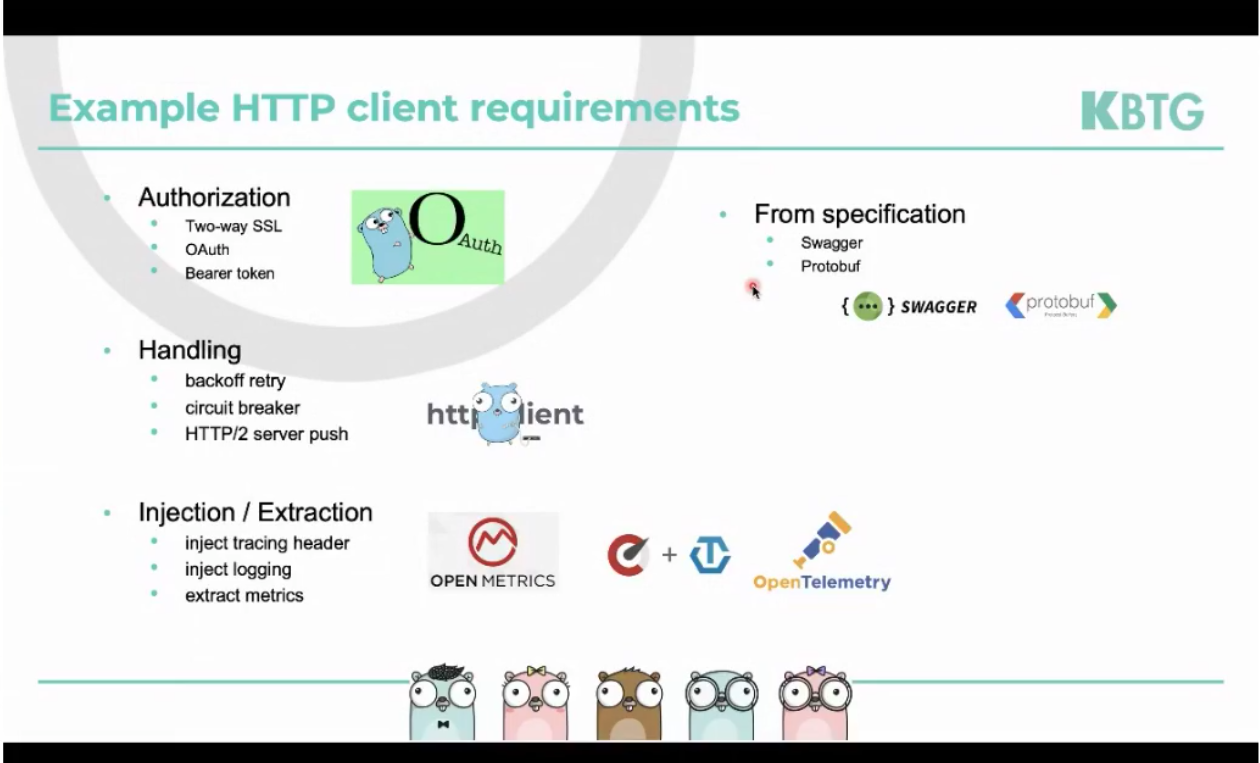 Example HTTP client requirements
KBTG
Authorization
Two-way SSL
OAuth
Bearer token
OAuth
Handling
backoff retry
circuit breaker
HTTP/2 server push
Injection / Extraction
inject tracing header
inject logging
extract metrics
OPEN METRICS
+
OpenTelemetry
From specification
Swagger
Protobuf
{ ••• } SWAGGER
protobuf